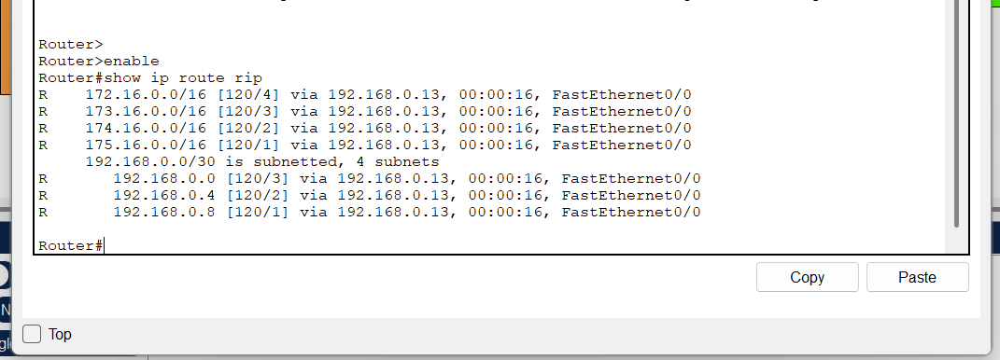 Router>
Router>enable
Router#show ip route rip
R    172.16.0.0/16 [120/4] via 192.168.0.13, 00:00:16, FastEthernet0/0
R    173.16.0.0/16 [120/3] via 192.168.0.13, 00:00:16, FastEthernet0/0
R    174.16.0.0/16 [120/2] via 192.168.0.13, 00:00:16, FastEthernet0/0
R    175.16.0.0/16 [120/1] via 192.168.0.13, 00:00:16, FastEthernet0/0
     192.168.0.0/30 is subnetted, 4 subnets
R       192.168.0.0 [120/3] via 192.168.0.13, 00:00:16, FastEthernet0/0
R       192.168.0.4 [120/2] via 192.168.0.13, 00:00:16, FastEthernet0/0
R       192.168.0.8 [120/1] via 192.168.0.13, 00:00:16, FastEthernet0/0
Router#
Copy Paste
Top